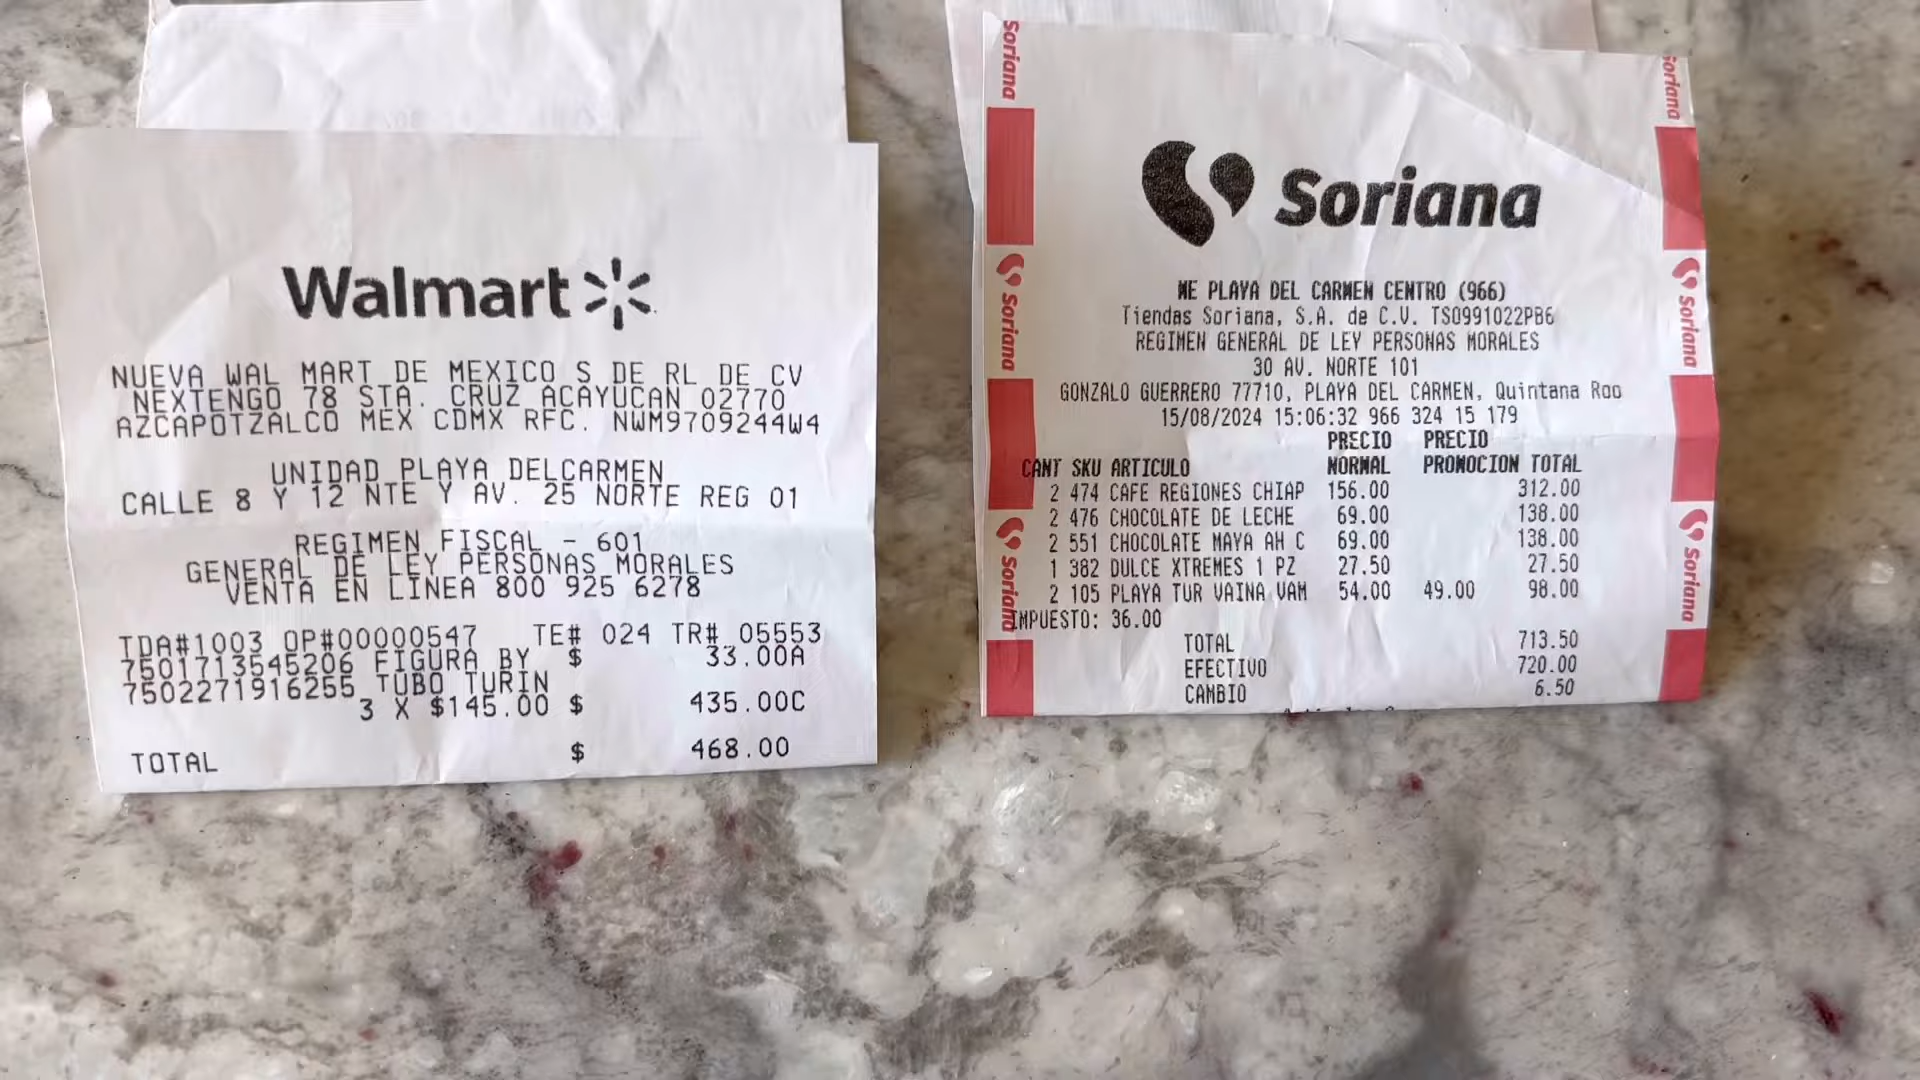 Walmart
NUEVA WAL MART DE MEXICO S DE RL DE CV
NEXTENGO 78 STA. CRUZ ACAYUCAN 02770
AZCAPOTZALCO MEX CDMX RFC. NWM9709244W4
UNIDAD PLAYA DELCARMEN
CALLE 8 Y 12 NTE Y AV. 25 NORTE REG 01
REGIMEN FISCAL - 601
GENERAL DE LEY PERSONAS MORALES
VENTA EN LINEA 800 925 6278
TDA#1003 OP#00000547 TE# 024 TR# 05553
7501713545206 FIGURA BY $ 33.00A
7502271916255 TUBO TURIN
3 X $145.00 $ 435.00C
TOTAL $ 468.00
Soriana
ME PLAYA DEL CARMEN CENTRO (966)
Tiendas Soriana, S.A. de C.V. TSO991022PB6
REGIMEN GENERAL DE LEY PERSONAS MORALES
30 AV. NORTE 101
GONZALO GUERRERO 77710, PLAYA DEL CARMEN, Quintana Roo
15/08/2024 15:06:32 966 324 15 179
PRECIO PRECIO
CANT SKU ARTICULO NORMAL PROMOCION TOTAL
2 474 CAFE REGIONES CHIAP 156.00 312.00
2 476 CHOCOLATE DE LECHE 69.00 138.00
2 551 CHOCOLATE MAYA AH C 69.00 138.00
1 382 DULCE XTREMES 1 PZ 27.50 27.50
2 105 PLAYA TUR VAINA VAM 54.00 49.00 98.00
IMPUESTO: 36.00
TOTAL 713.50
EFECTIVO 720.00
CAMBIO 6.50
Soriana
Soriana
Soriana
Soriana
Soriana
Soriana